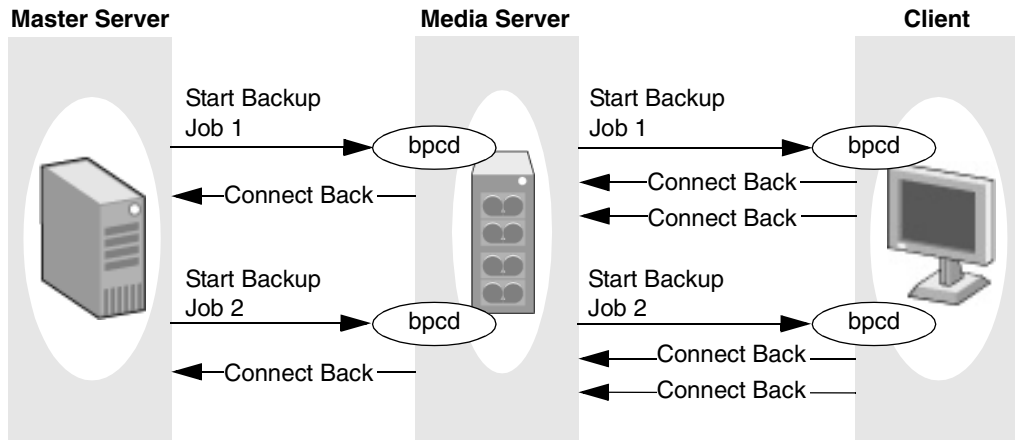 Master Server
Media Server
Client
Start Backup
Job 1
bpcd
Start Backup
Job 1
bpcd
Connect Back
Connect Back
Connect Back
Start Backup
Job 2
bpcd
Start Backup
Job 2
bpcd
Connect Back
Connect Back
Connect Back